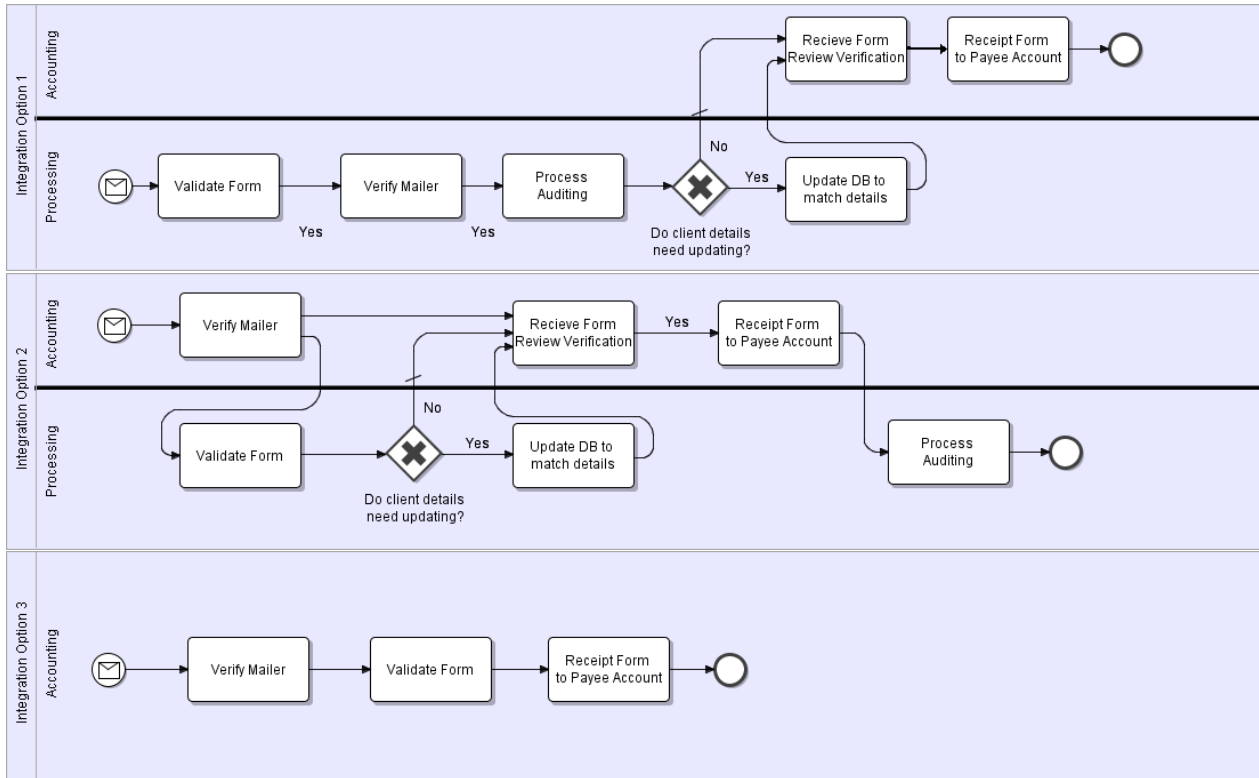 Integration Option 1
Accounting
Recieve Form
Review Verification
Receipt Form
to Payee Account
Processing
Validate Form
Yes
Verify Mailer
Yes
Process
Auditing
No
Yes
Do client details
need updating?
Update DB to
match details
Integration Option 2
Accounting
Verify Mailer
Recieve Form
Review Verification
Yes
Receipt Form
to Payee Account
Processing
Validate Form
No
Yes
Do client details
need updating?
Update DB to
match details
Process
Auditing
Integration Option 3
Accounting
Verify Mailer
Validate Form
Receipt Form
to Payee Account